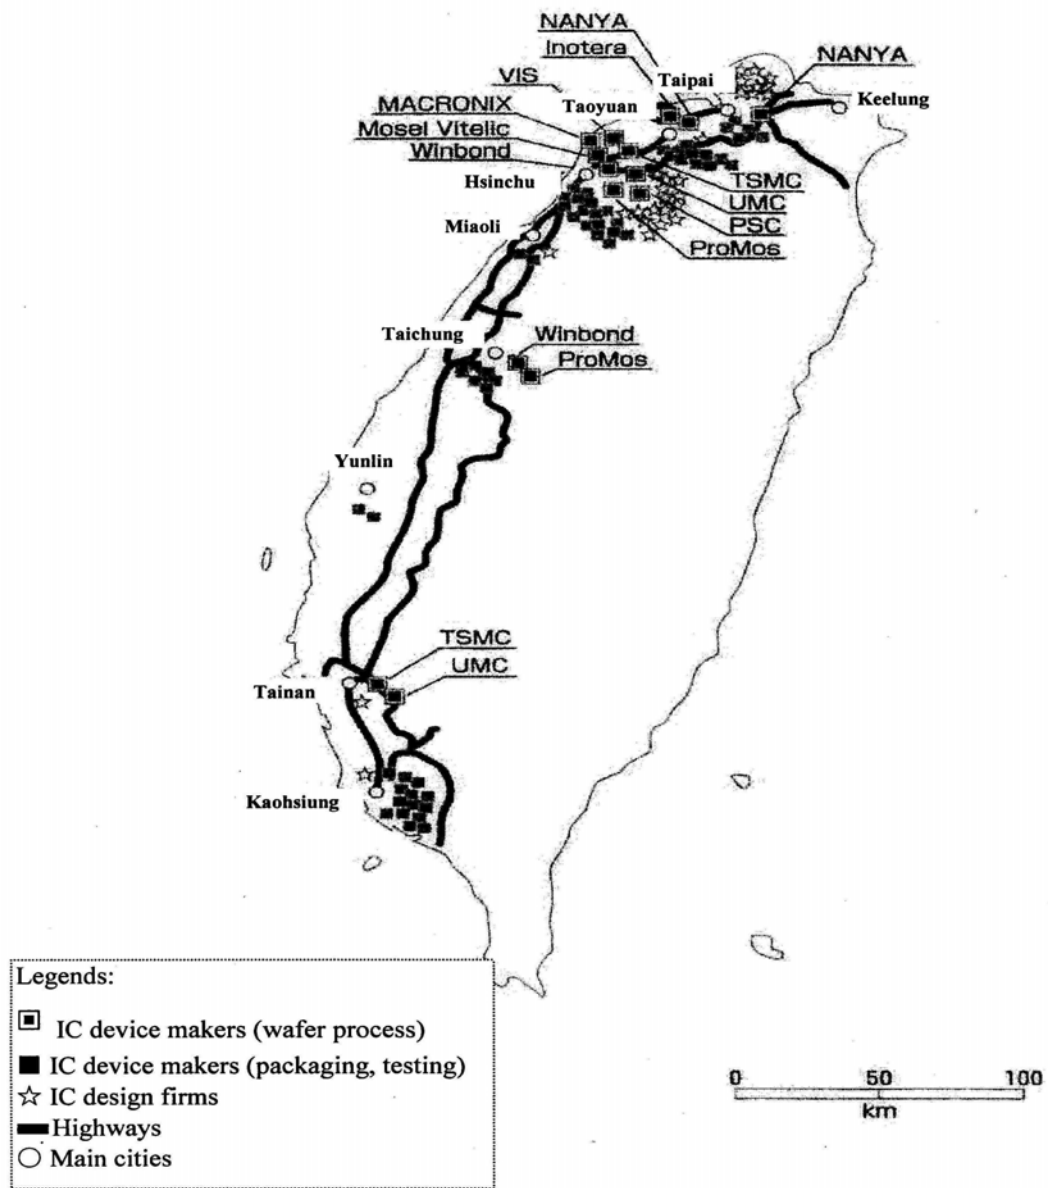 NANYA
Inotera
NANYA
Taipai
VIS
Keelung
MACRONIX
Taoyuan
Mosel Vitelic
Winbond
Hsinchu
TSMC
UMC
PSC
ProMos
Miaoli
Taichung
Winbond
ProMos
Yunlin
TSMC
UMC
Tainan
Kaohsiung
Legends:
IC device makers (wafer process)
IC device makers (packaging, testing)
IC design firms
Highways
Main cities
0 50 100
km